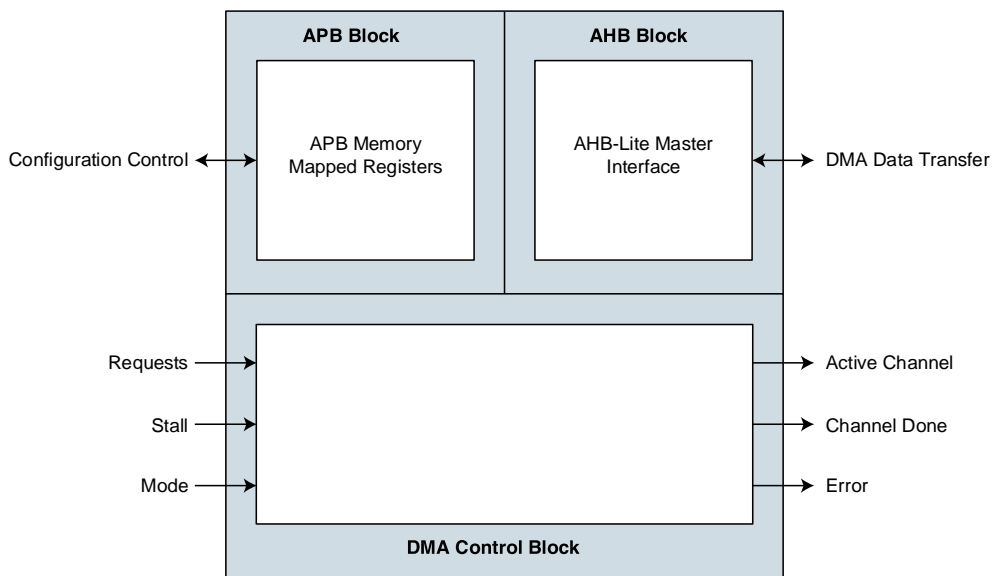 APB Block
AHB Block
APB Memory
Mapped Registers
AHB-Lite Master
Interface
Configuration Control
DMA Data Transfer
Requests
Stall
Mode
Active Channel
Channel Done
Error
DMA Control Block